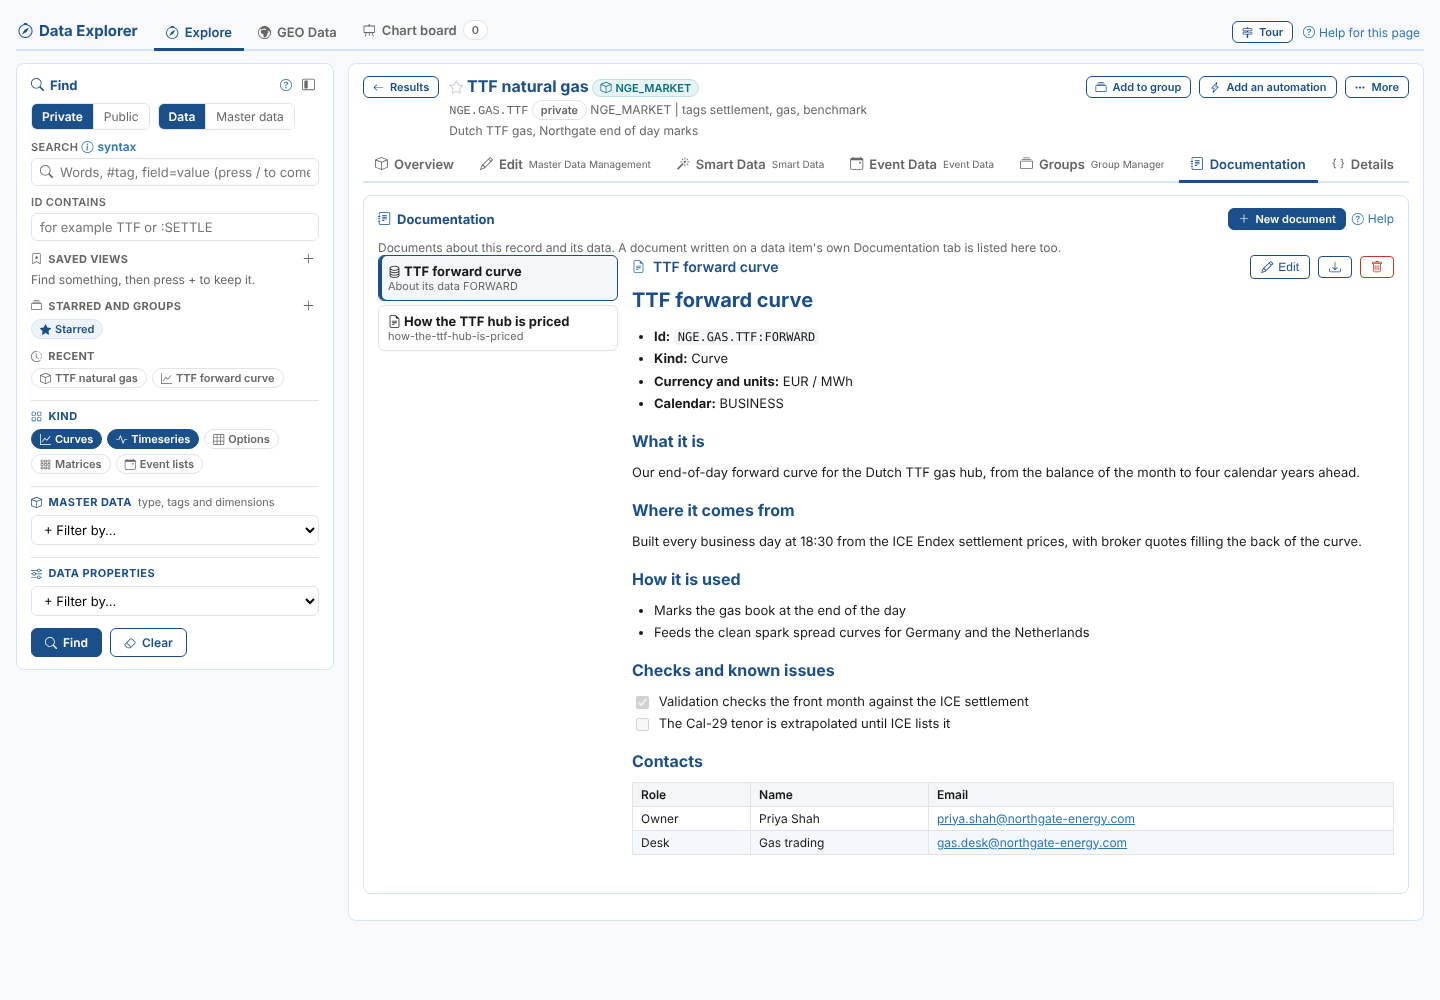 Data Explorer
Explore
GEO Data
Chart board 0
Tour
Help for this page
Find
Private Public Data Master data
SEARCH syntax
Words, #tag, field=value (press / to come
ID CONTAINS
for example TTF or :SETTLE
SAVED VIEWS
Find something, then press + to keep it.
STARRED AND GROUPS
Starred
RECENT
TTF natural gas TTF forward curve
KIND
Curves Timeseries Options
Matrices Event lists
MASTER DATA type, tags and dimensions
+ Filter by...
DATA PROPERTIES
+ Filter by...
Find Clear
Results
TTF natural gas NGE_MARKET
Add to group Add an automation More
NGE.GAS.TTF private NGE_MARKET | tags settlement, gas, benchmark
Dutch TTF gas, Northgate end of day marks
Overview Edit Master Data Management Smart Data Smart Data Event Data Event Data Groups Group Manager Documentation Details
Documentation
New document Help
Documents about this record and its data. A document written on a data item's own Documentation tab is listed here too.
TTF forward curve
About its data FORWARD
How the TTF hub is priced
how-the-ttf-hub-is-priced
TTF forward curve
Edit
TTF forward curve
Id: NGE.GAS.TTF:FORWARD
Kind: Curve
Currency and units: EUR / MWh
Calendar: BUSINESS
What it is
Our end-of-day forward curve for the Dutch TTF gas hub, from the balance of the month to four calendar years ahead.
Where it comes from
Built every business day at 18:30 from the ICE Endex settlement prices, with broker quotes filling the back of the curve.
How it is used
Marks the gas book at the end of the day
Feeds the clean spark spread curves for Germany and the Netherlands
Checks and known issues
Validation checks the front month against the ICE settlement
The Cal-29 tenor is extrapolated until ICE lists it
Contacts
Role Name Email
Owner Priya Shah priya.shah@northgate-energy.com
Desk Gas trading gas.desk@northgate-energy.com